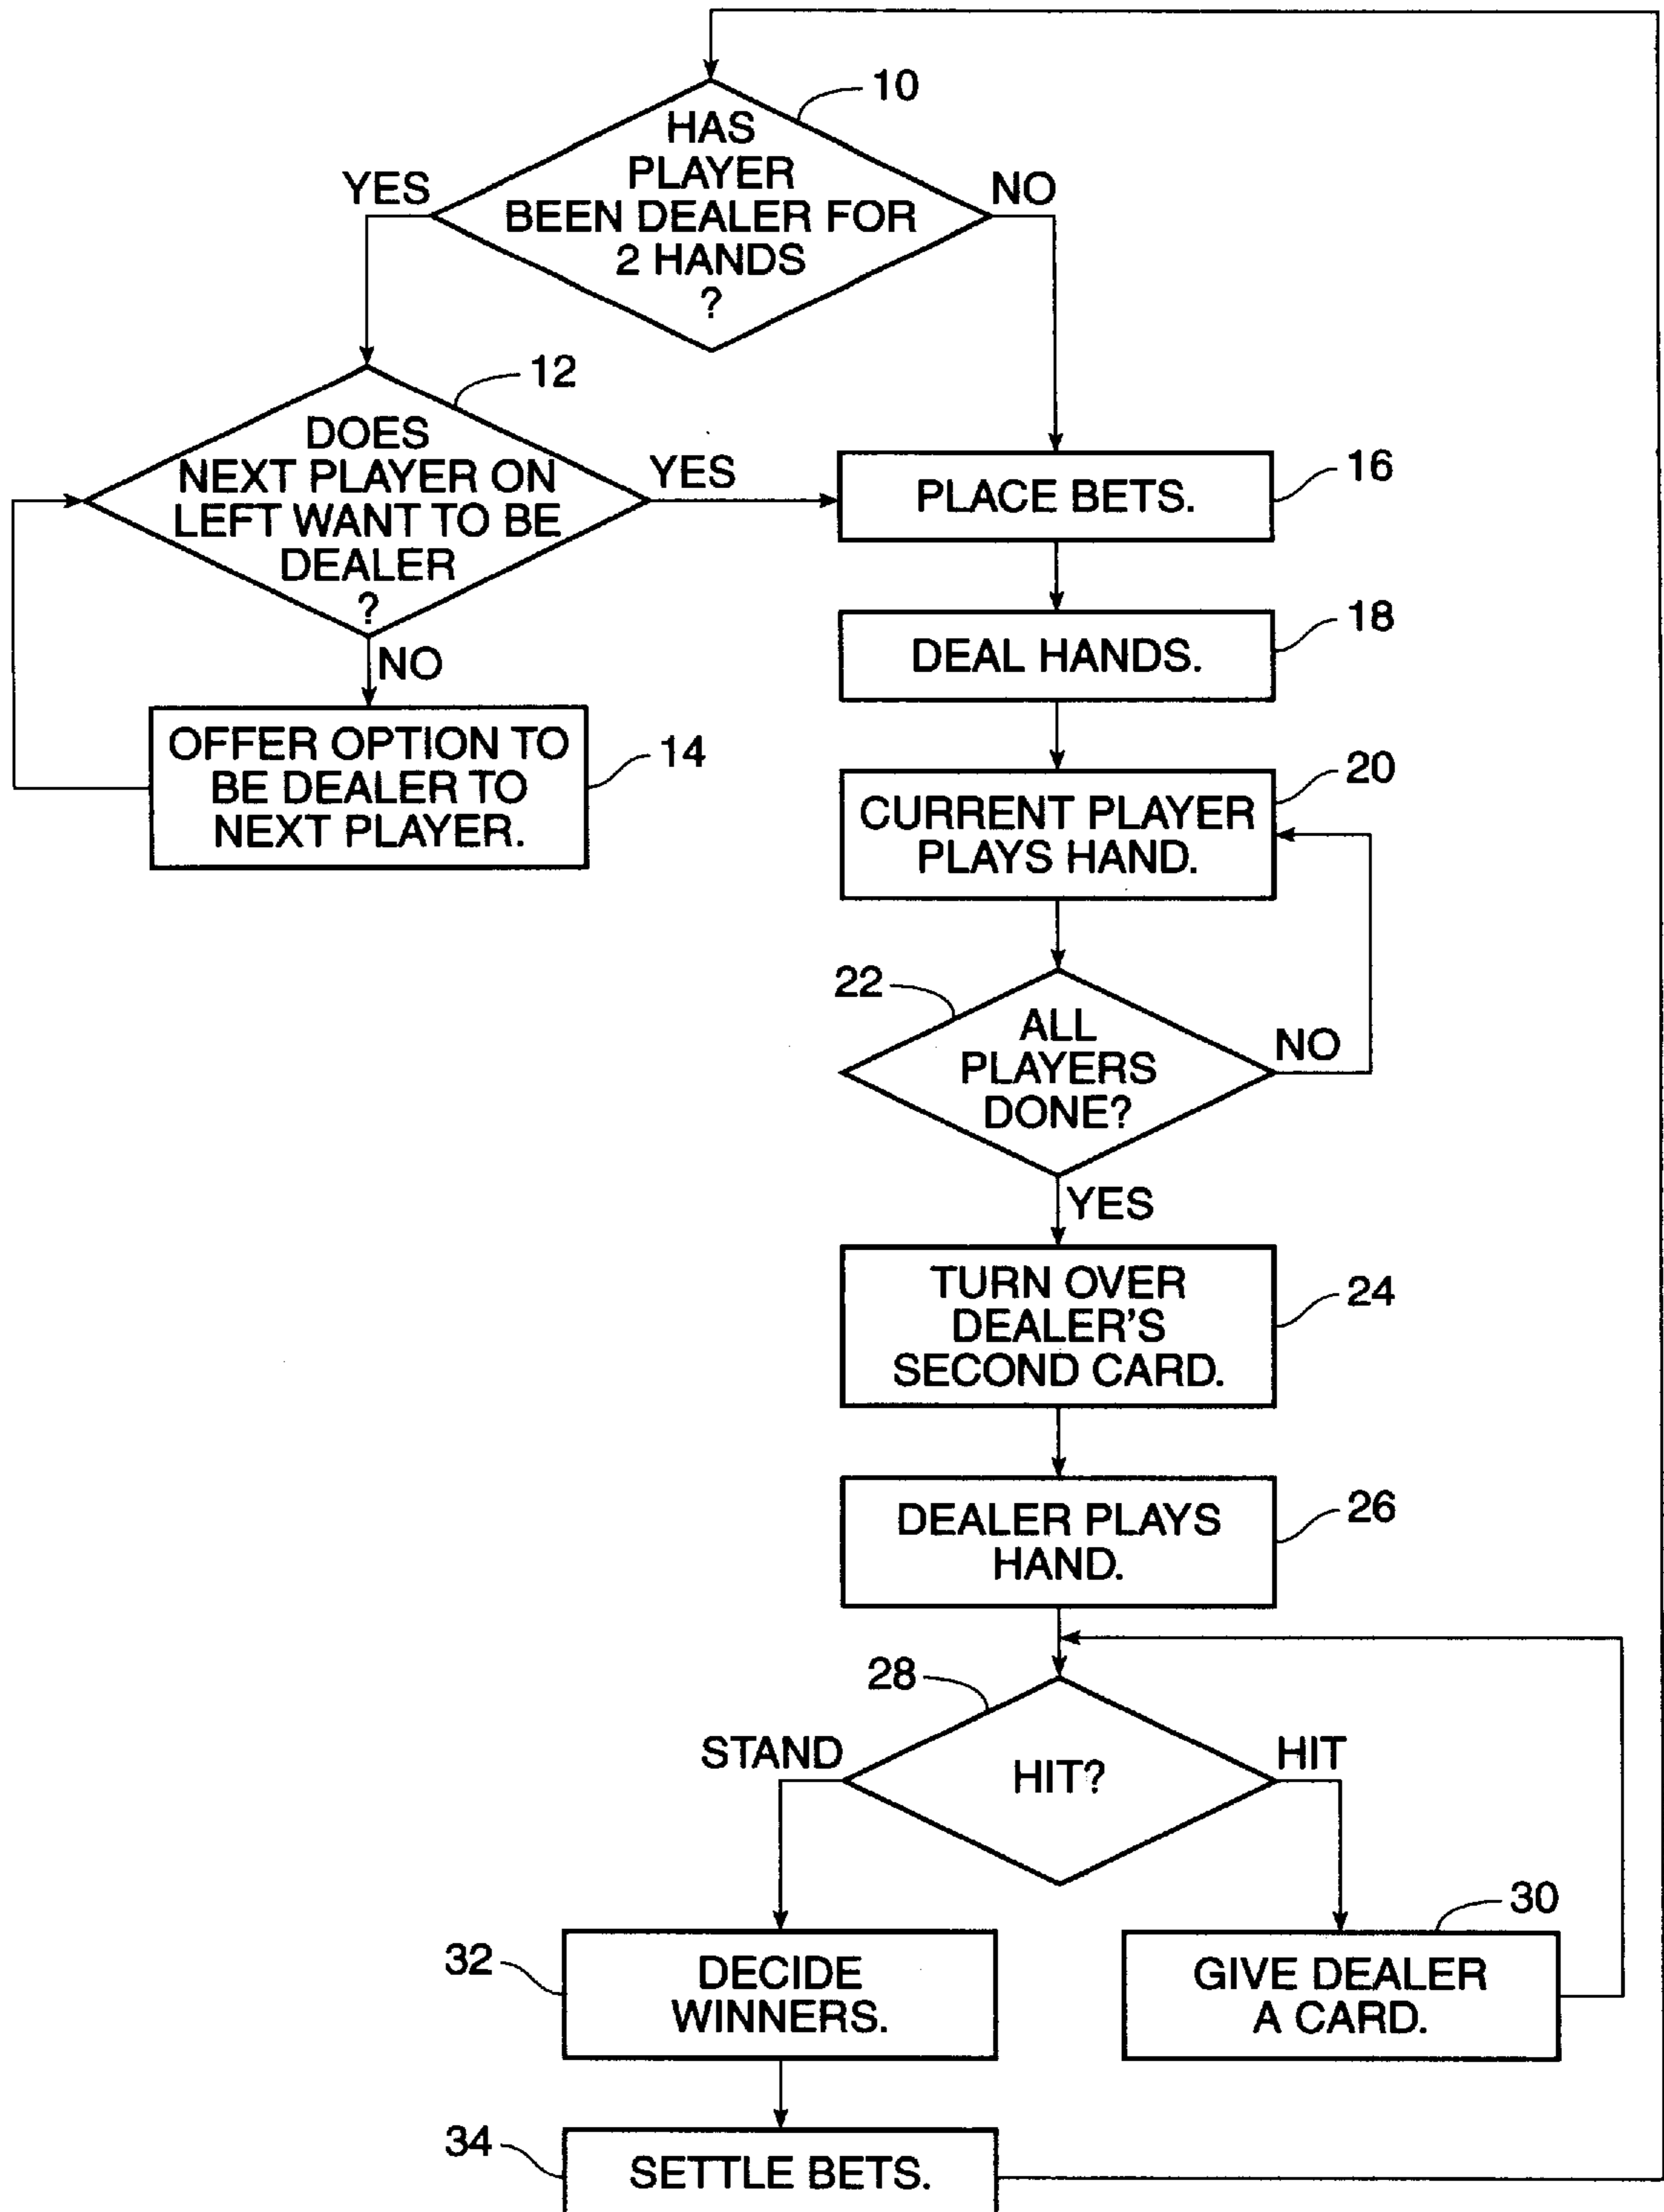 10
HAS
PLAYER
BEEN DEALER FOR
2 HANDS
?
YES
NO
12
DOES
NEXT PLAYER ON
LEFT WANT TO BE
DEALER
?
YES
NO
OFFER OPTION TO
BE DEALER TO
NEXT PLAYER.
14
PLACE BETS.
16
DEAL HANDS.
18
CURRENT PLAYER
PLAYS HAND.
20
22
ALL
PLAYERS
DONE?
NO
YES
TURN OVER
DEALER'S
SECOND CARD.
24
DEALER PLAYS
HAND.
26
28
HIT?
STAND
HIT
30
GIVE DEALER
A CARD.
32
DECIDE
WINNERS.
34
SETTLE BETS.